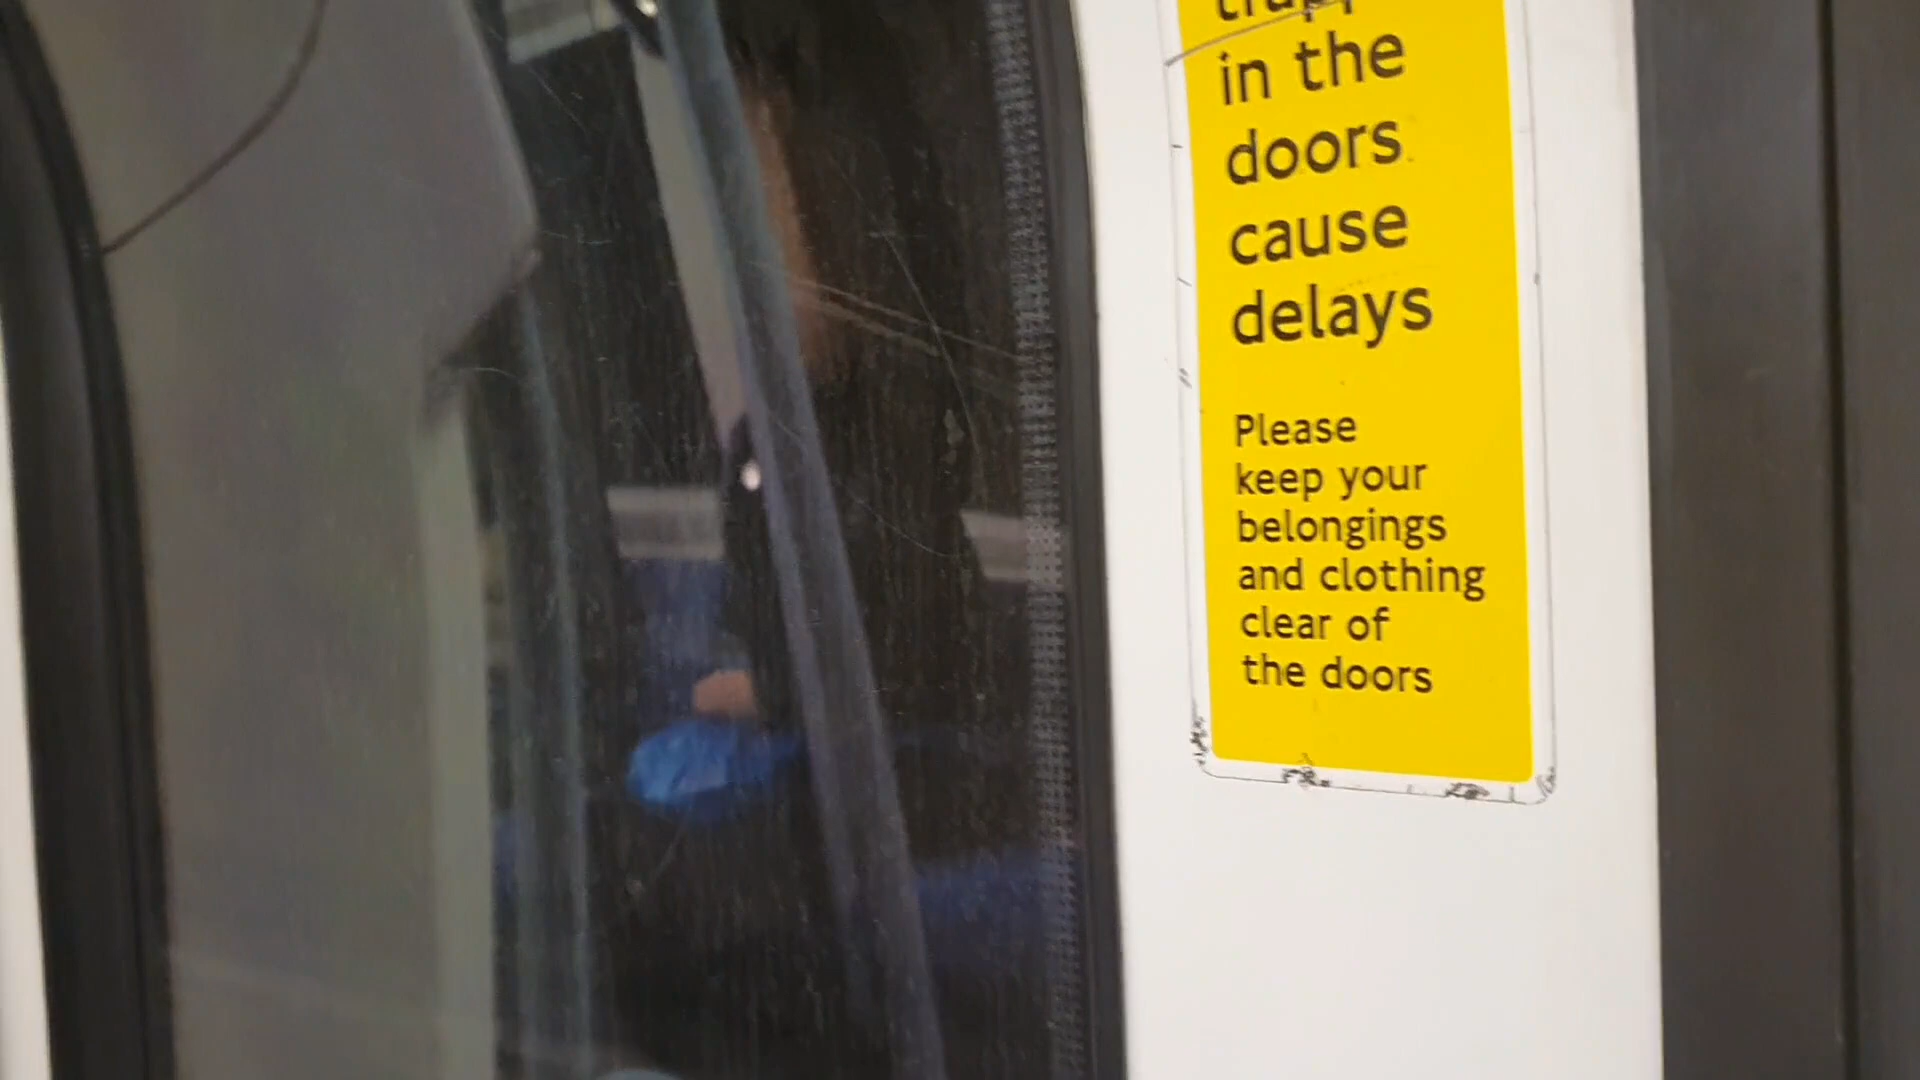 in the
doors
cause
delays
Please
keep your
belongings
and clothing
clear of
the doors